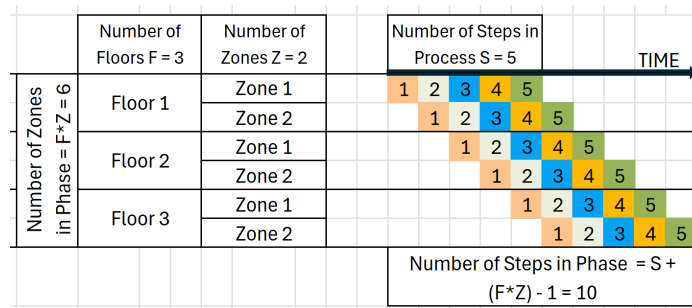 Number of
Floors F = 3
Number of
Zones Z = 2
Number of Steps in
Process S = 5
TIME
Number of Zones
in Phase = F*Z = 6
Floor 1
Zone 1
1 2 3 4 5
Zone 2
1 2 3 4 5
Floor 2
Zone 1
1 2 3 4 5
Zone 2
1 2 3 4 5
Floor 3
Zone 1
1 2 3 4 5
Zone 2
1 2 3 4 5
Number of Steps in Phase = S +
(F*Z) - 1 = 10